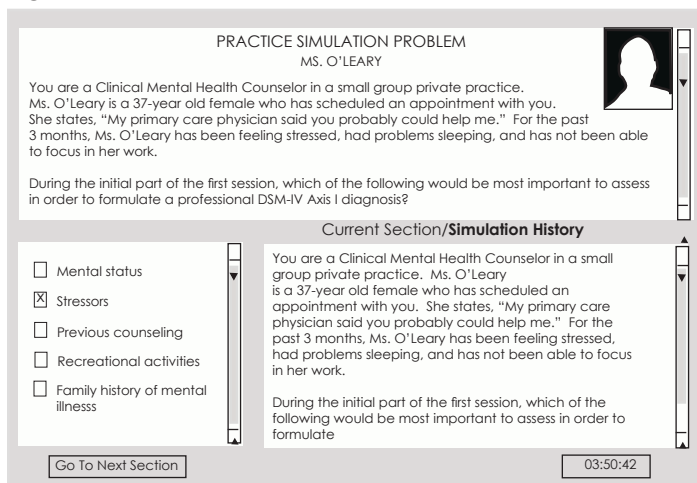 PRACTICE SIMULATION PROBLEM
MS. O'LEARY
You are a Clinical Mental Health Counselor in a small group private practice.
Ms. O'Leary is a 37-year old female who has scheduled an appointment with you.
She states, "My primary care physician said you probably could help me." For the past
3 months, Ms. O'Leary has been feeling stressed, had problems sleeping, and has not been able
to focus in her work.
During the initial part of the first session, which of the following would be most important to assess
in order to formulate a professional DSM-IV Axis I diagnosis?
Current Section/Simulation History
Mental status
X Stressors
Previous counseling
Recreational activities
Family history of mental
illnesss
You are a Clinical Mental Health Counselor in a small
group private practice. Ms. O'Leary
is a 37-year old female who has scheduled an
appointment with you. She states, "My primary care
physician said you probably could help me." For the
past 3 months, Ms. O'Leary has been feeling stressed,
had problems sleeping, and has not been able to focus
in her work.
During the initial part of the first session, which of the
following would be most important to assess in order to
formulate
Go To Next Section
03:50:42